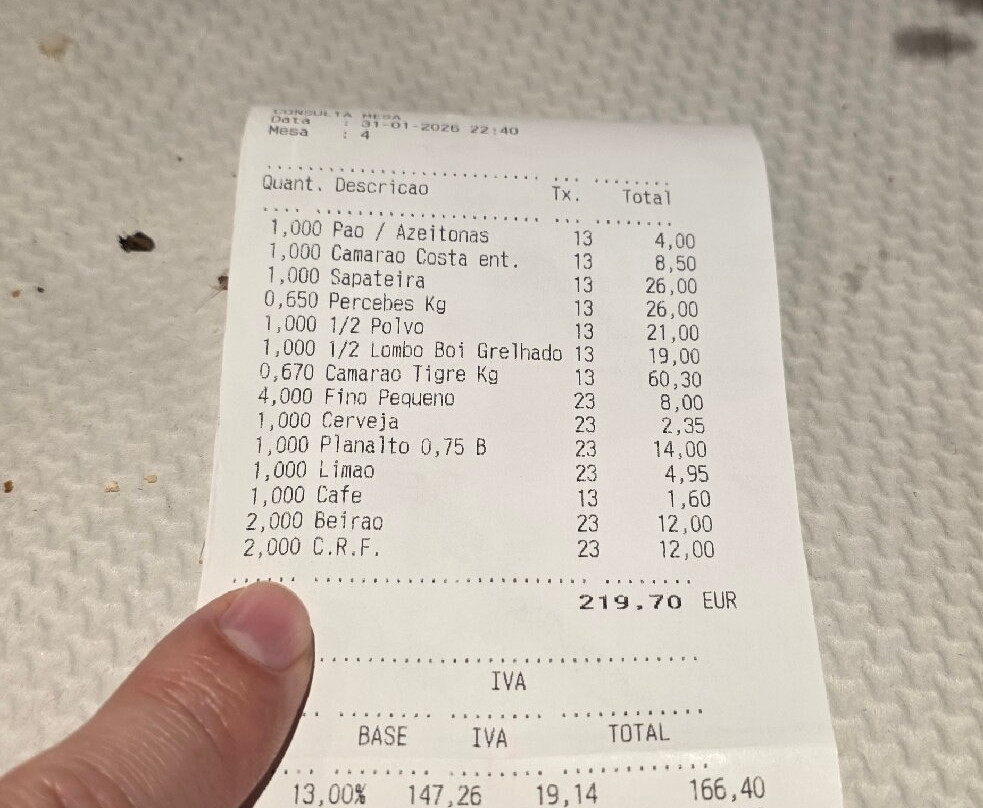 CONSULTA MESA
Data : 31-01-2026 22:40
Mesa : 4
Quant. Descricao Tx. Total
1,000 Pao / Azeitonas 13 4,00
1,000 Camarao Costa ent. 13 8,50
1,000 Sapateira 13 26,00
0,650 Percebes Kg 13 26,00
1,000 1/2 Polvo 13 21,00
1,000 1/2 Lombo Boi Grelhado 13 19,00
0,670 Camarao Tigre Kg 13 60,30
4,000 Fino Pequeno 23 8,00
1,000 Cerveja 23 2,35
1,000 Planalto 0,75 B 23 14,00
1,000 Limao 23 4,95
1,000 Cafe 13 1,60
2,000 Beirao 23 12,00
2,000 C.R.F. 23 12,00
219,70 EUR
IVA
BASE IVA TOTAL
13,00% 147,26 19,14 166,40